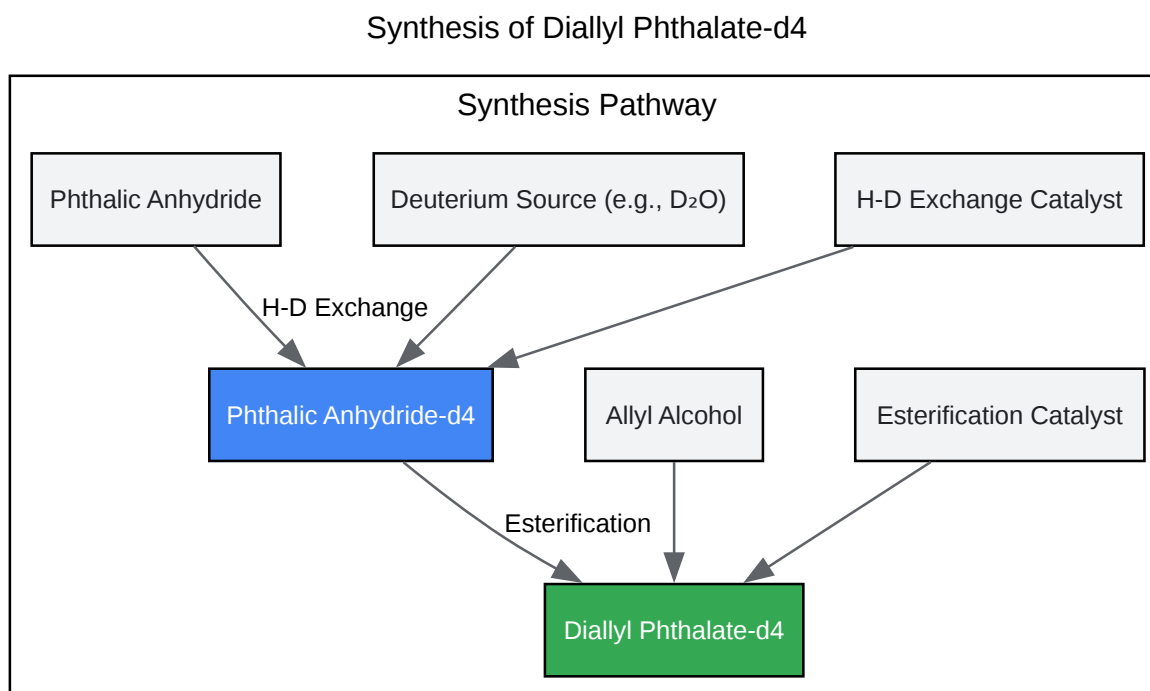 Synthesis of Diallyl Phthalate-d4
Synthesis Pathway
Phthalic Anhydride
Deuterium Source (e.g., D₂O)
H-D Exchange Catalyst
H-D Exchange
Phthalic Anhydride-d4
Allyl Alcohol
Esterification Catalyst
Esterification
Diallyl Phthalate-d4